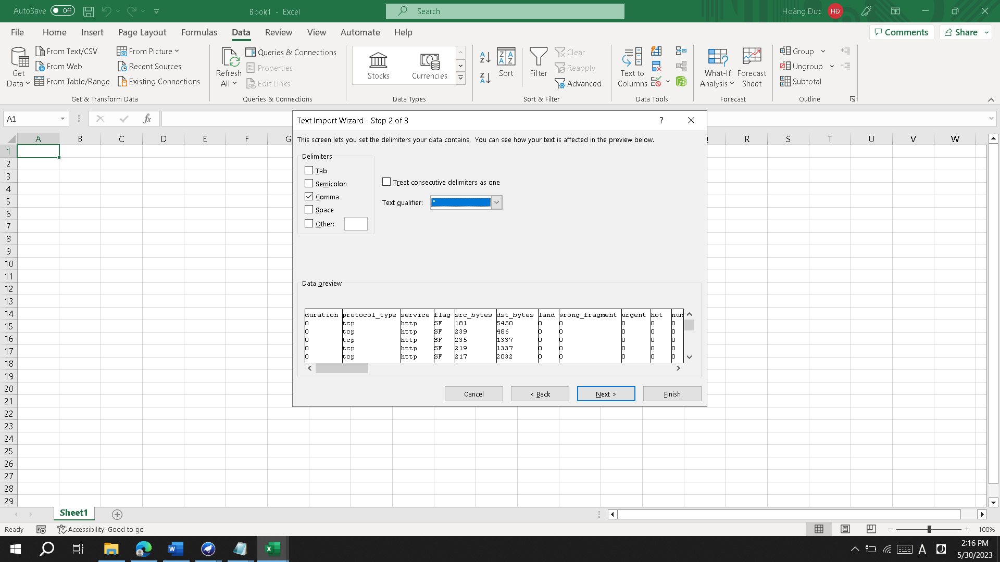 AutoSave Off
Book1 - Excel
Search
Hoàng Đức HĐ
File Home Insert Page Layout Formulas Data Review View Automate Help
Comments Share
Get Data
From Text/CSV
From Web
From Table/Range
From Picture
Recent Sources
Existing Connections
Get & Transform Data
Refresh All
Queries & Connections
Properties
Edit Links
Queries & Connections
Stocks
Currencies
Data Types
Sort
Filter
Clear
Reapply
Advanced
Sort & Filter
Text to Columns
Data Tools
What-If Analysis
Forecast Sheet
Forecast
Group
Ungroup
Subtotal
Outline
A1
fx
A B C D E F G R S T U V W
1
2
3
4
5
6
7
8
9
10
11
12
13
14
15
16
17
18
19
20
21
22
23
24
25
26
27
28
29
Text Import Wizard - Step 2 of 3 ?
This screen lets you set the delimiters your data contains. You can see how your text is affected in the preview below.
Delimiters
Tab
Semicolon
Comma
Space
Other:
Treat consecutive delimiters as one
Text qualifier: "
Data preview
duration protocol_type service flag src_bytes dst_bytes land wrong_fragment urgent hot num
0 tcp http SF 181 5450 0 0 0 0 0
0 tcp http SF 239 486 0 0 0 0 0
0 tcp http SF 235 1337 0 0 0 0 0
0 tcp http SF 219 1337 0 0 0 0 0
0 tcp http SF 217 2032 0 0 0 0 0
Cancel < Back Next > Finish
Sheet1
Ready Accessibility: Good to go
100%
2:16 PM
5/30/2023